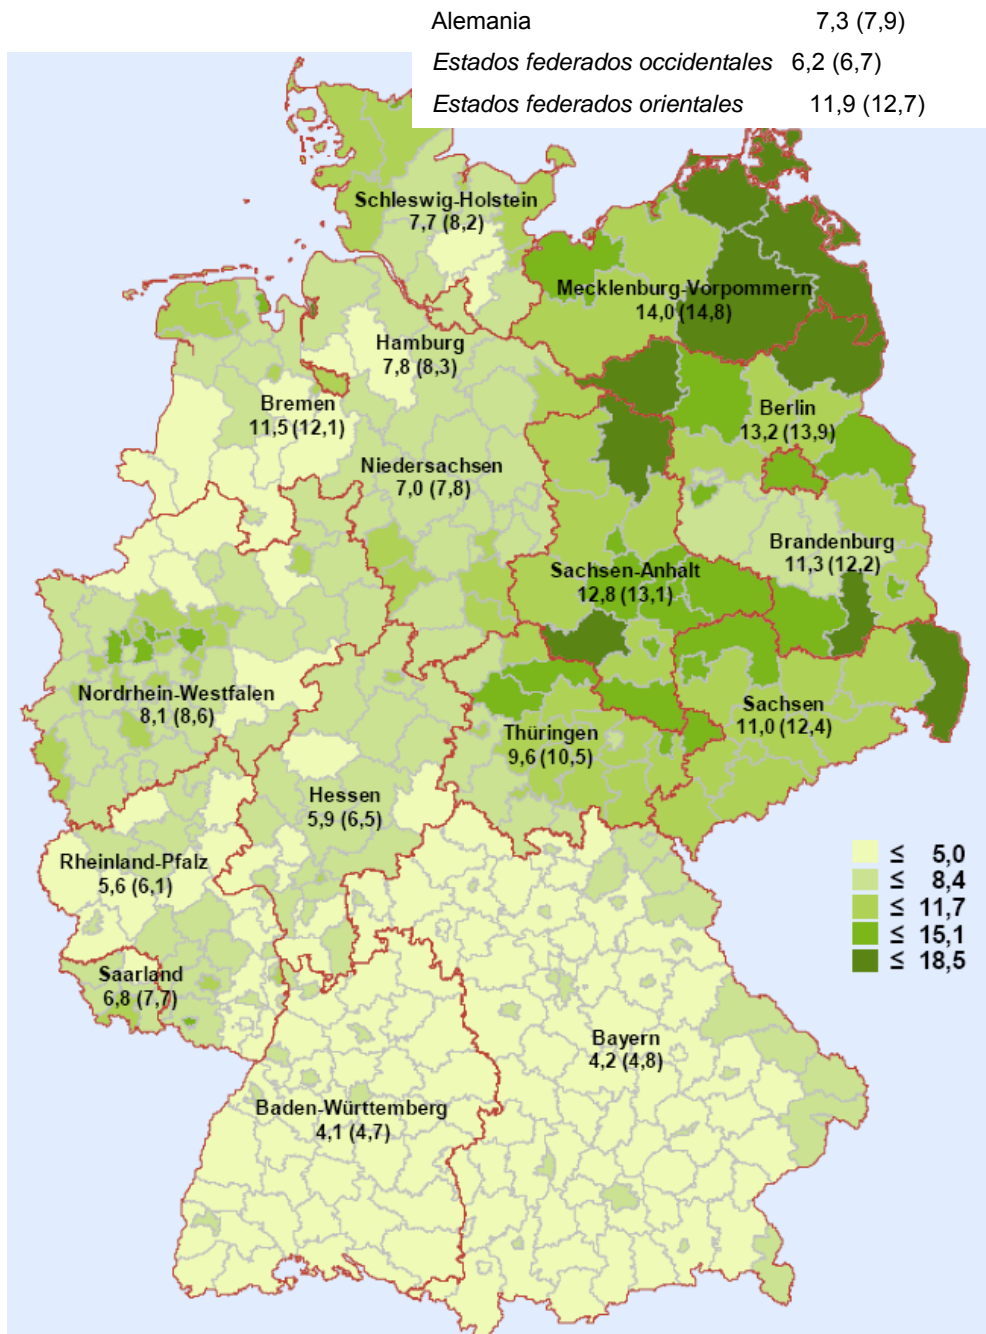 Alemania 7,3 (7,9)
Estados federados occidentales 6,2 (6,7)
Estados federados orientales 11,9 (12,7)
Schleswig-Holstein
7,7 (8,2)
Mecklenburg-Vorpommern
14,0 (14,8)
Hamburg
7,8 (8,3)
Bremen
11,5 (12,1)
Berlin
13,2 (13,9)
Niedersachsen
7,0 (7,8)
Brandenburg
11,3 (12,2)
Sachsen-Anhalt
12,8 (13,1)
Nordrhein-Westfalen
8,1 (8,6)
Sachsen
11,0 (12,4)
Thüringen
9,6 (10,5)
Hessen
5,9 (6,5)
Rheinland-Pfalz
5,6 (6,1)
≤ 5,0
≤ 8,4
≤ 11,7
≤ 15,1
≤ 18,5
Saarland
6,8 (7,7)
Bayern
4,2 (4,8)
Baden-Württemberg
4,1 (4,7)